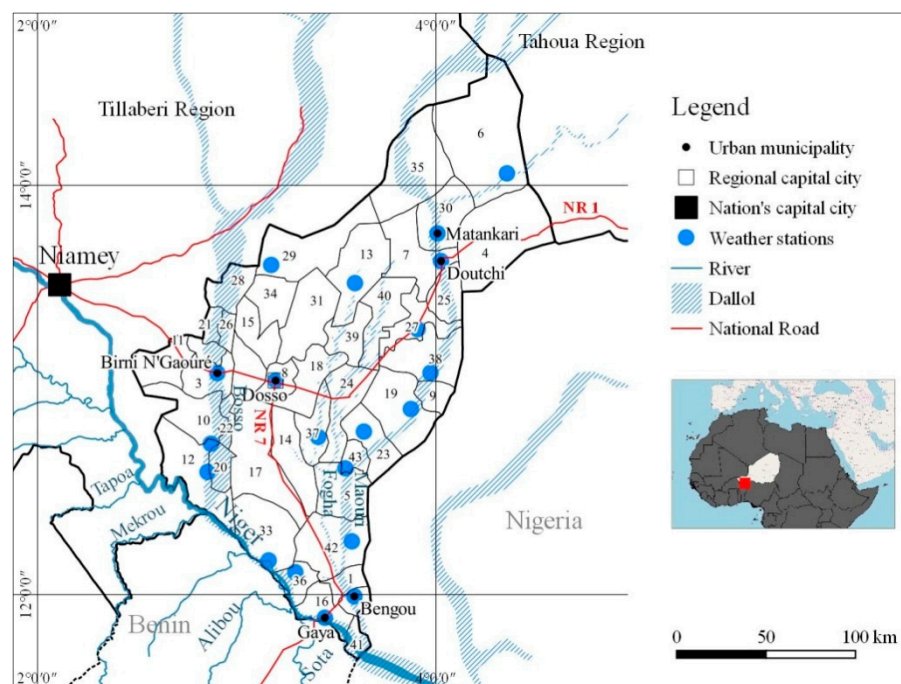 2°0'0"
4°0'0"
Tahoua Region
Tillaberi Region
6
35
14°0'0"
30
NR 1
Matankari
Niamey
29
13
7
4
Doutchi
28
34
31
40
25
21
26
15
27
11
39
38
Birni N'Gaouré
3
8
18
24
19
9
Dosso
Bosso
10
22
NR 7
14
37
23
12
20
17
43
Tapoa
5
Fogha
Maouri
Mekrou
Niger
Nigeria
33
42
36
1
12°0'0"
16
Bengou
Benin
Alibou
Gaya
41
Sota
2°0'0"
4°0'0"
Legend
Urban municipality
Regional capital city
Nation's capital city
Weather stations
River
Dallol
National Road
0 50 100 km